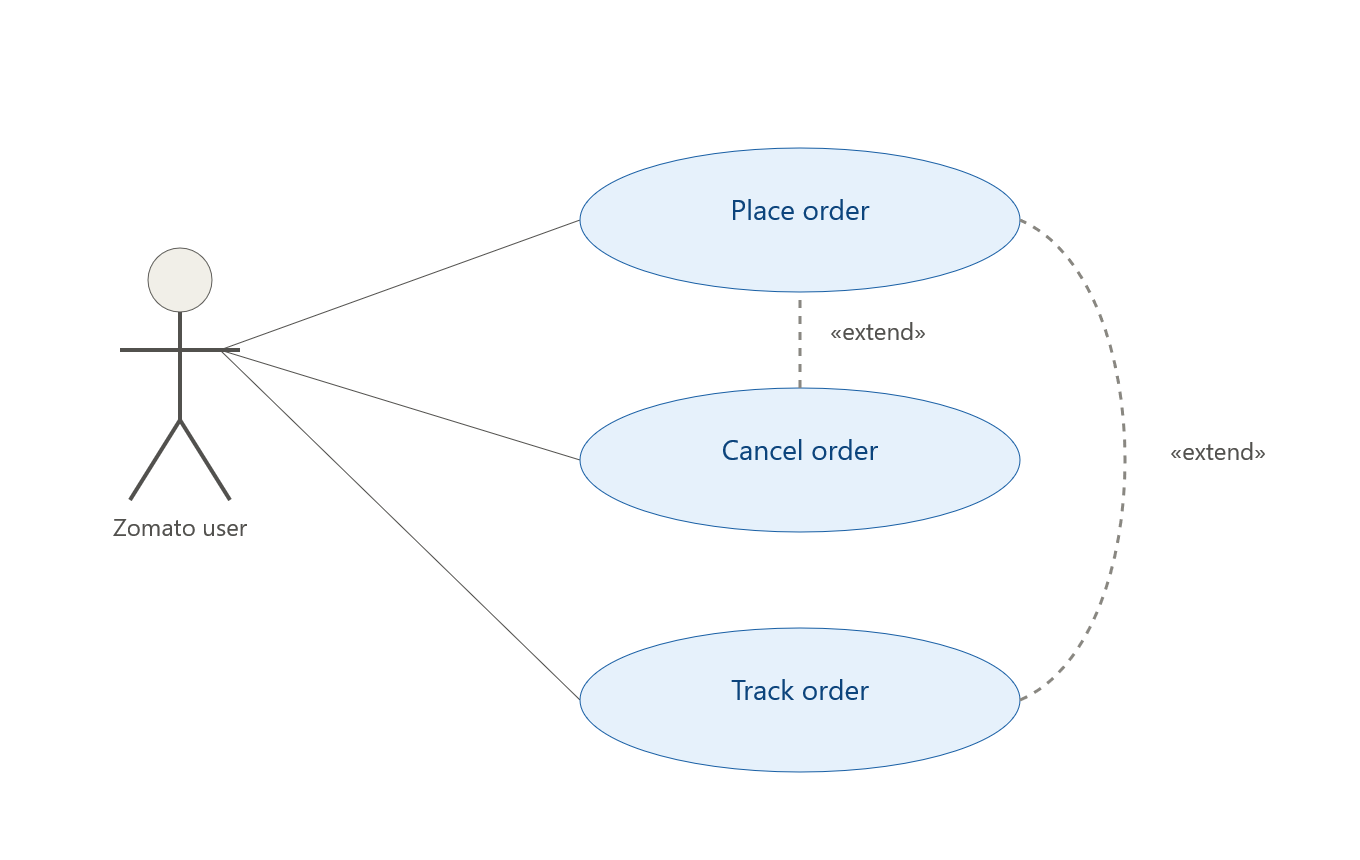 Place order
«extend»
Cancel order
«extend»
Zomato user
Track order